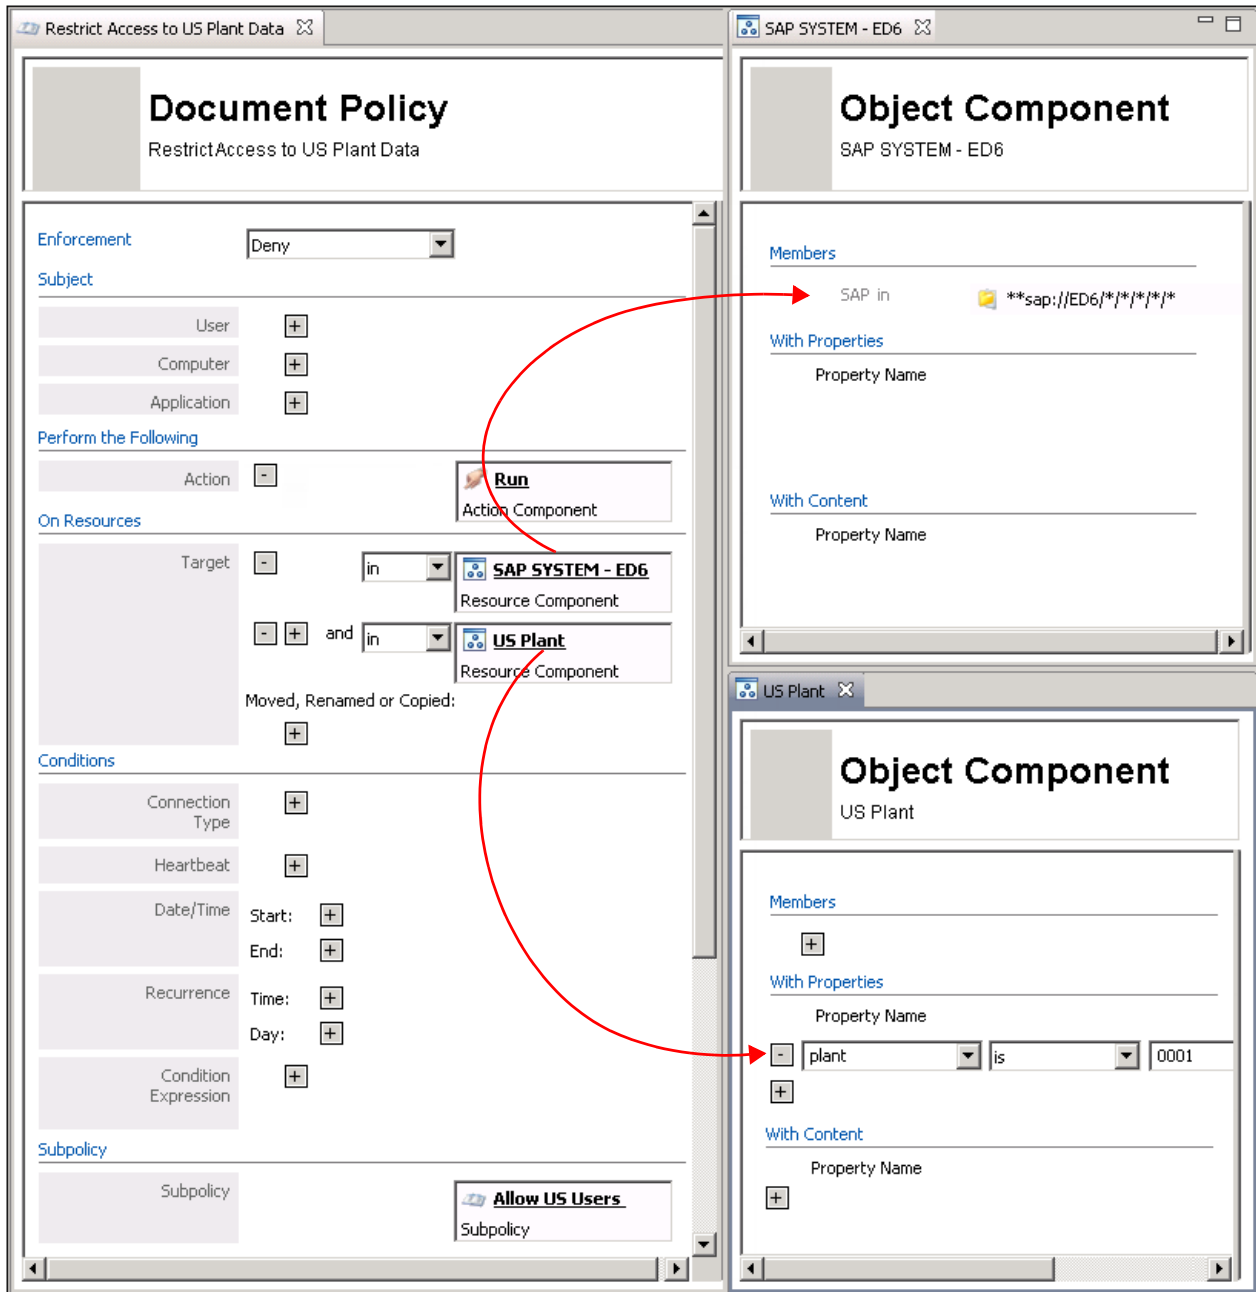 Restrict Access to US Plant Data
Document Policy
Restrict Access to US Plant Data
Enforcement
Deny
Subject
User
+
Computer
+
Application
+
Perform the Following
Action
-
Run
Action Component
On Resources
Target
-
in
SAP SYSTEM - ED6
Resource Component
- + and in
US Plant
Resource Component
Moved, Renamed or Copied:
+
Conditions
Connection
Type
+
Heartbeat
+
Date/Time
Start: +
End: +
Recurrence
Time: +
Day: +
Condition
Expression
+
Subpolicy
Subpolicy
Allow US Users
Subpolicy
SAP SYSTEM - ED6
Object Component
SAP SYSTEM - ED6
Members
SAP in **sap://ED6/*/*/*/*/*
With Properties
Property Name
With Content
Property Name
US Plant
Object Component
US Plant
Members
+
With Properties
Property Name
- plant is 0001
+
With Content
Property Name
+